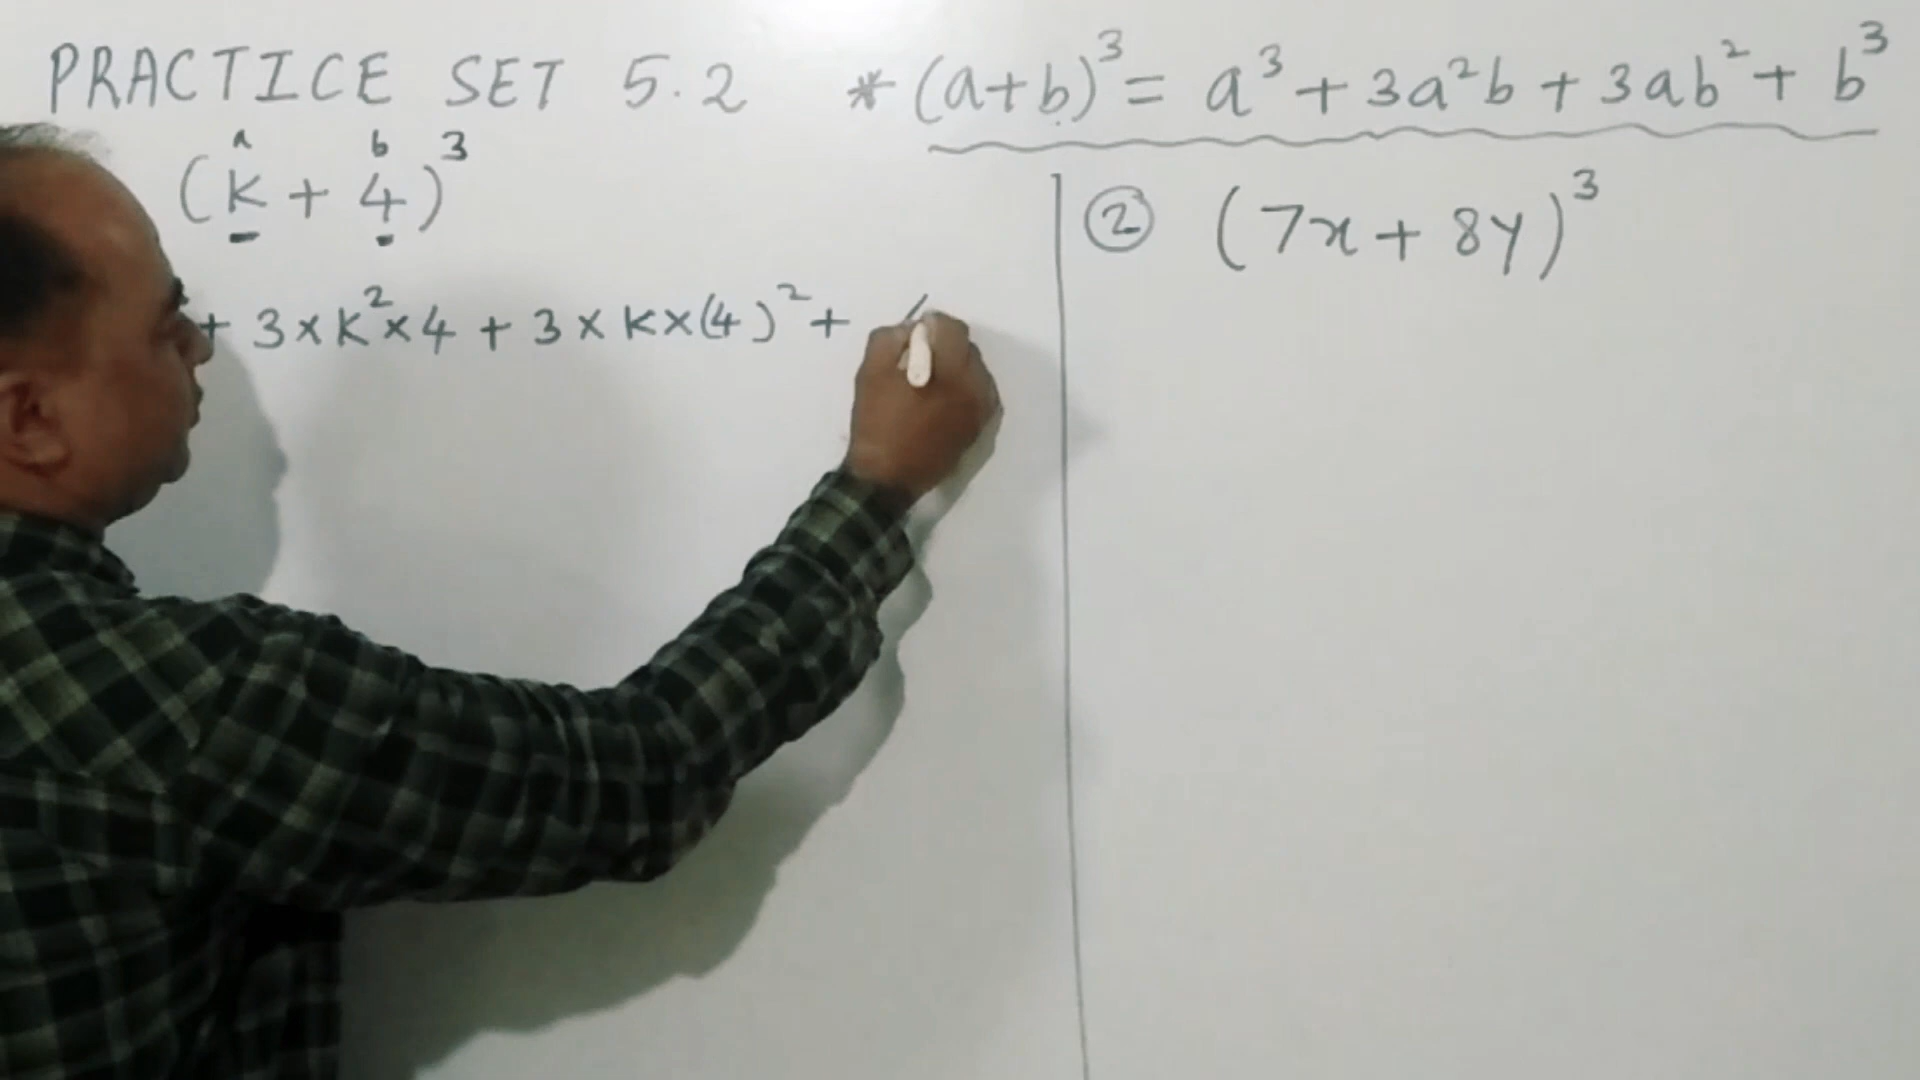 PRACTICE SET 5.2 * (a+b)³ = a³ + 3a²b + 3ab² + b³
a b
(k + 4)³
② (7x + 8y)³
+ 3 × k² × 4 + 3 × k × (4)² +